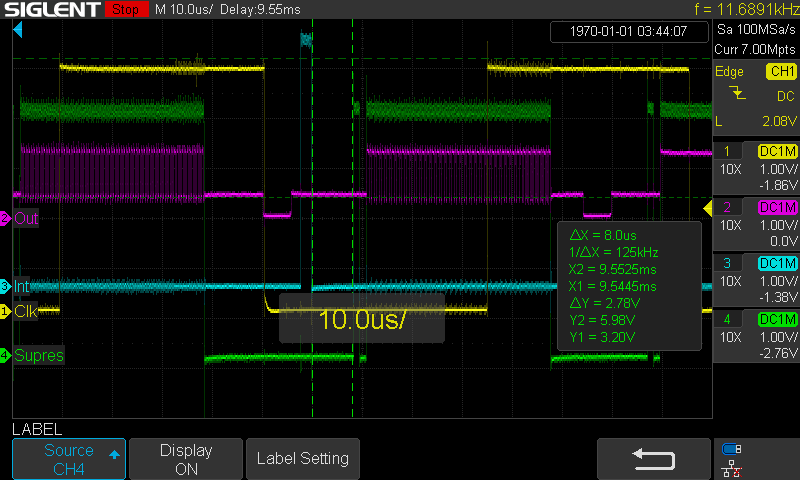 SIGLENT Stop M 10.0us/ Delay:9.55ms f = 11.6891kHz
1970-01-01 03:44:07
Sa 100MSa/s
Curr 7.00Mpts
Edge CH1
DC
L 2.08V
1 DC1M
10X 1.00V/
-1.86V
2 DC1M
10X 1.00V/
0.0V
3 DC1M
10X 1.00V/
-1.38V
4 DC1M
10X 1.00V/
-2.76V
2 Out
3 Int
1 Clk
4 Supres
10.0us/
ΔX = 8.0us
1/ΔX = 125kHz
X2 = 9.5525ms
X1 = 9.5445ms
ΔY = 2.78V
Y2 = 5.98V
Y1 = 3.20V
LABEL
Source
CH4
Display
ON
Label Setting